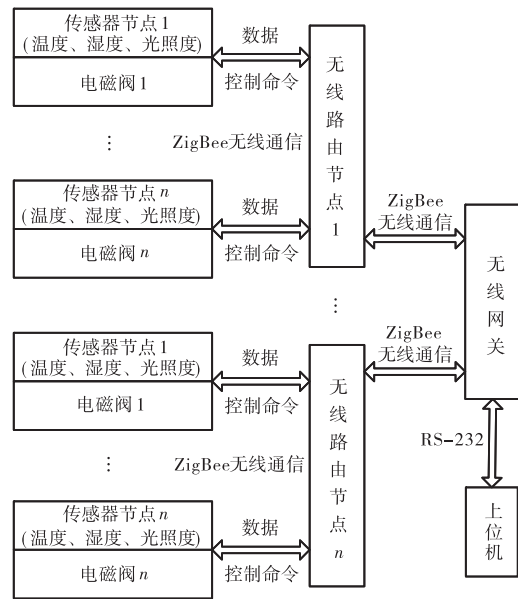 传感器节点1
(温度、湿度、光照度)
电磁阀1
数据
控制命令
⋮
ZigBee无线通信
传感器节点n
(温度、湿度、光照度)
电磁阀n
数据
控制命令
无线路由节点1
ZigBee
无线通信
⋮
传感器节点1
(温度、湿度、光照度)
电磁阀1
数据
控制命令
⋮
ZigBee无线通信
传感器节点n
(温度、湿度、光照度)
电磁阀n
数据
控制命令
无线路由节点n
ZigBee
无线通信
无线网关
RS-232
上位机